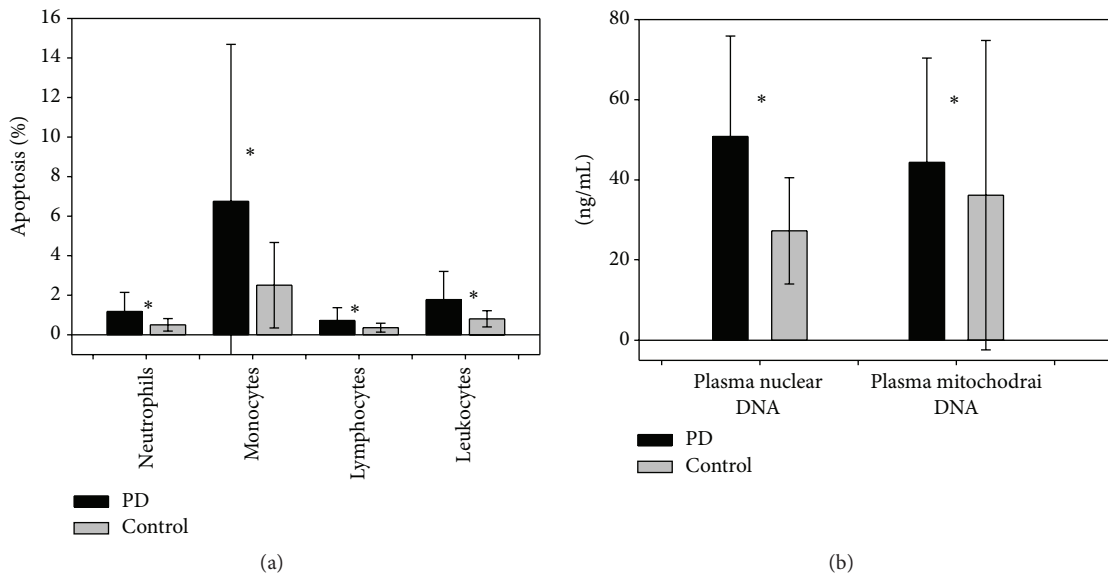 16
14
12
10
8
6
4
2
0
Apoptosis (%)
*
*
*
*
Neutrophils
Monocytes
Lymphocytes
Leukocytes
PD
Control
(a)
80
60
40
20
0
(ng/mL)
*
*
Plasma nuclear
DNA
Plasma mitochodrai
DNA
PD
Control
(b)